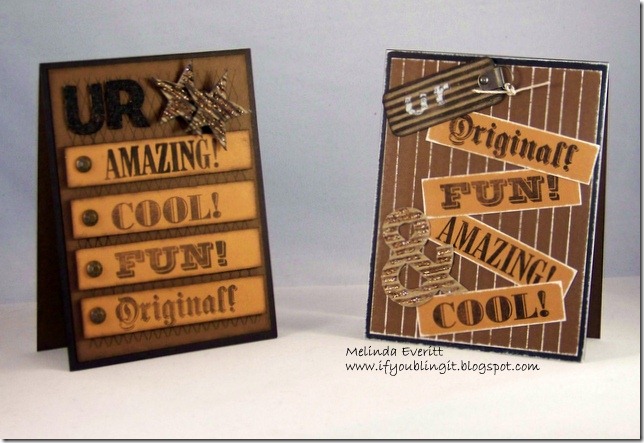 UR
AMAZING!
COOL!
FUN!
Original!
ur
Original!
FUN!
AMAZING!
&
COOL!
Melinda Everitt
www.ifyoublingit.blogspot.com